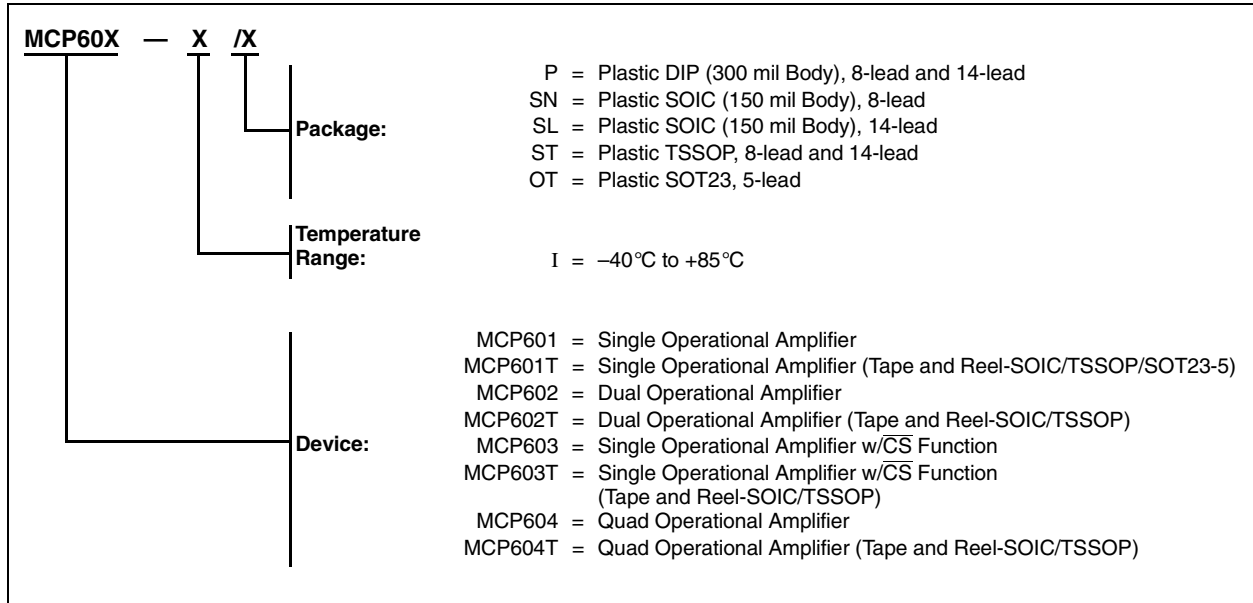 MCP60X — X /X
Package:
P = Plastic DIP (300 mil Body), 8-lead and 14-lead
SN = Plastic SOIC (150 mil Body), 8-lead
SL = Plastic SOIC (150 mil Body), 14-lead
ST = Plastic TSSOP, 8-lead and 14-lead
OT = Plastic SOT23, 5-lead
Temperature
Range:
I = –40°C to +85°C
Device:
MCP601 = Single Operational Amplifier
MCP601T = Single Operational Amplifier (Tape and Reel-SOIC/TSSOP/SOT23-5)
MCP602 = Dual Operational Amplifier
MCP602T = Dual Operational Amplifier (Tape and Reel-SOIC/TSSOP)
MCP603 = Single Operational Amplifier w/C̅S̅ Function
MCP603T = Single Operational Amplifier w/C̅S̅ Function
(Tape and Reel-SOIC/TSSOP)
MCP604 = Quad Operational Amplifier
MCP604T = Quad Operational Amplifier (Tape and Reel-SOIC/TSSOP)